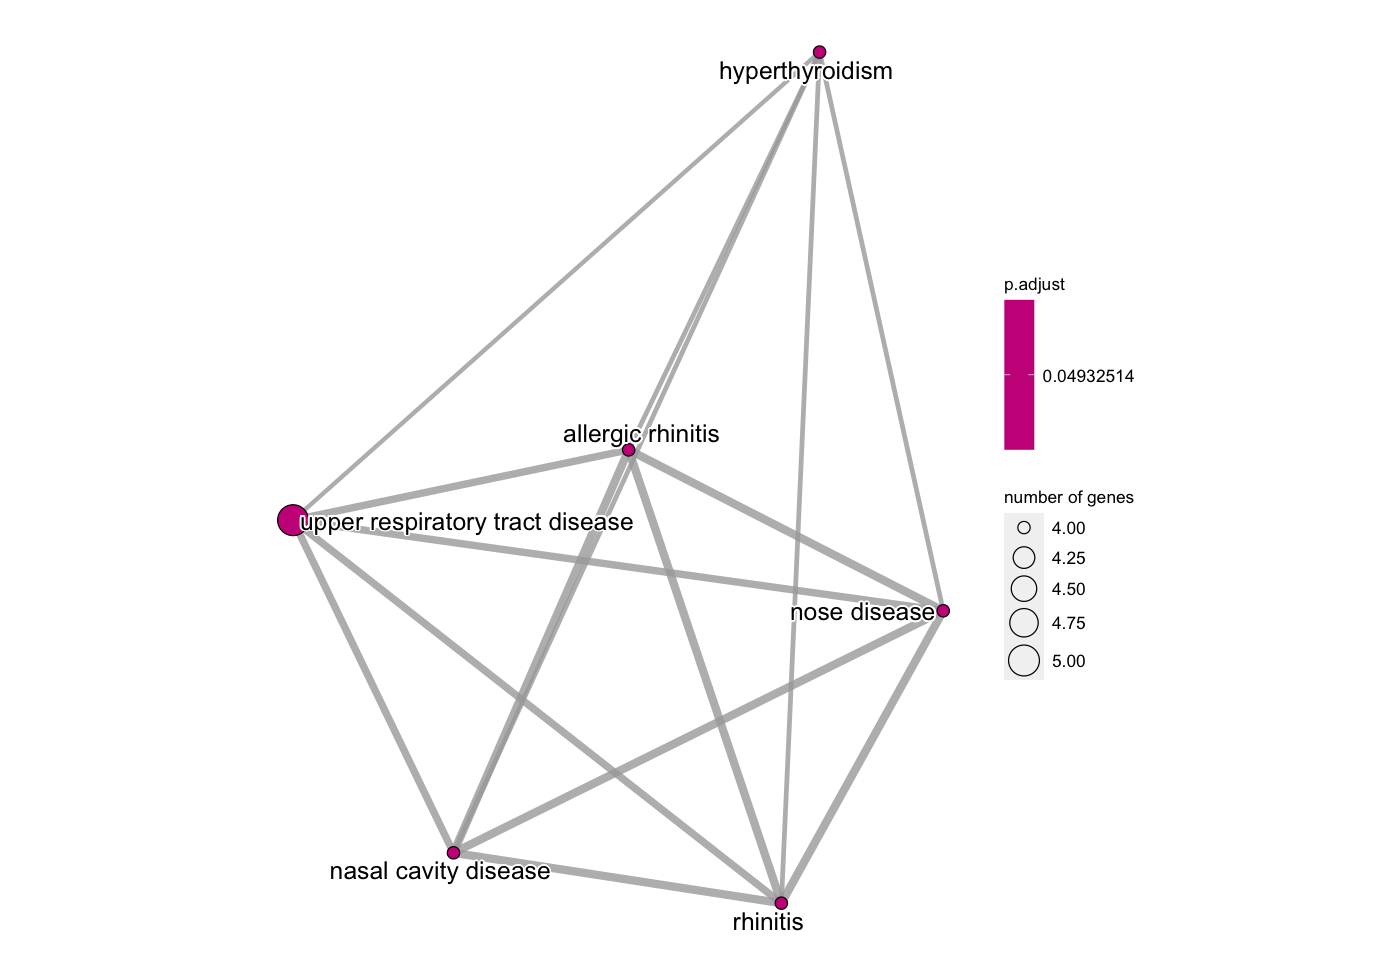 hyperthyroidism
p.adjust
0.04932514
allergic rhinitis
number of genes
4.00
4.25
4.50
4.75
5.00
upper respiratory tract disease
nose disease
nasal cavity disease
rhinitis